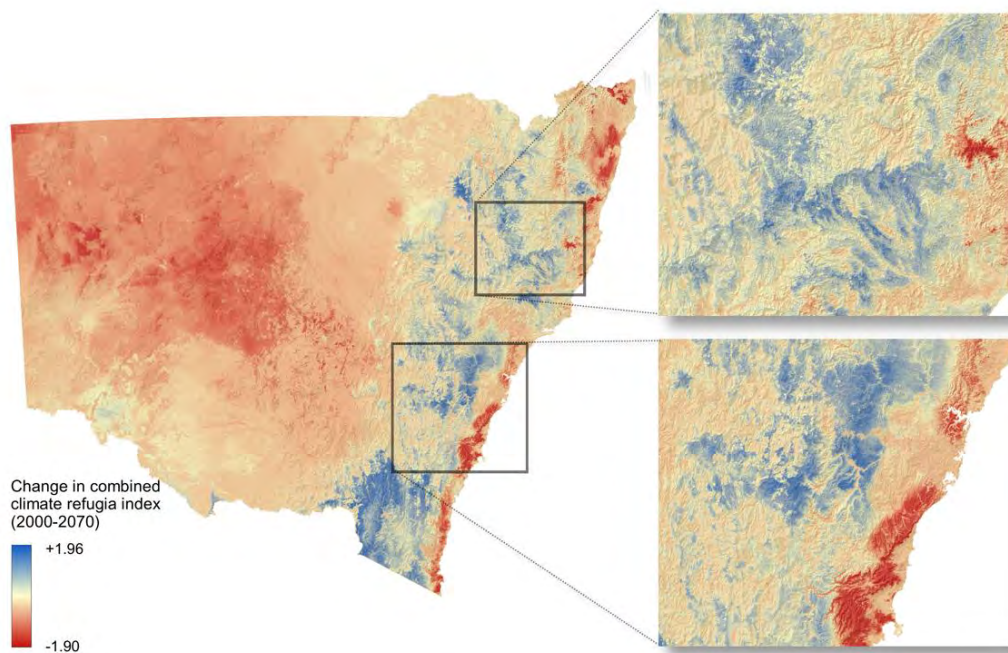 Change in combined
climate refugia index
(2000-2070)
+1.96
-1.90